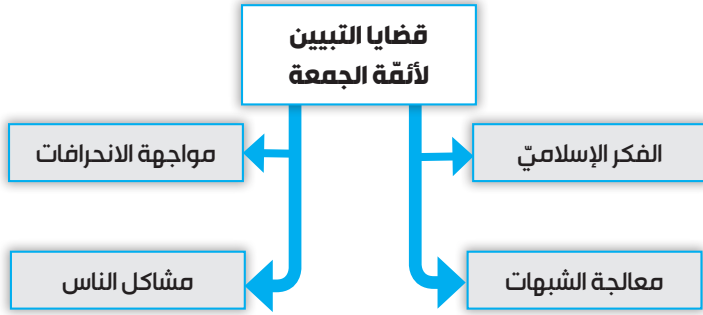 قضايا التبيين
لأئمّة الجمعة
الفكر الإسلاميّ
مواجهة الانحرافات
معالجة الشبهات
مشاكل الناس